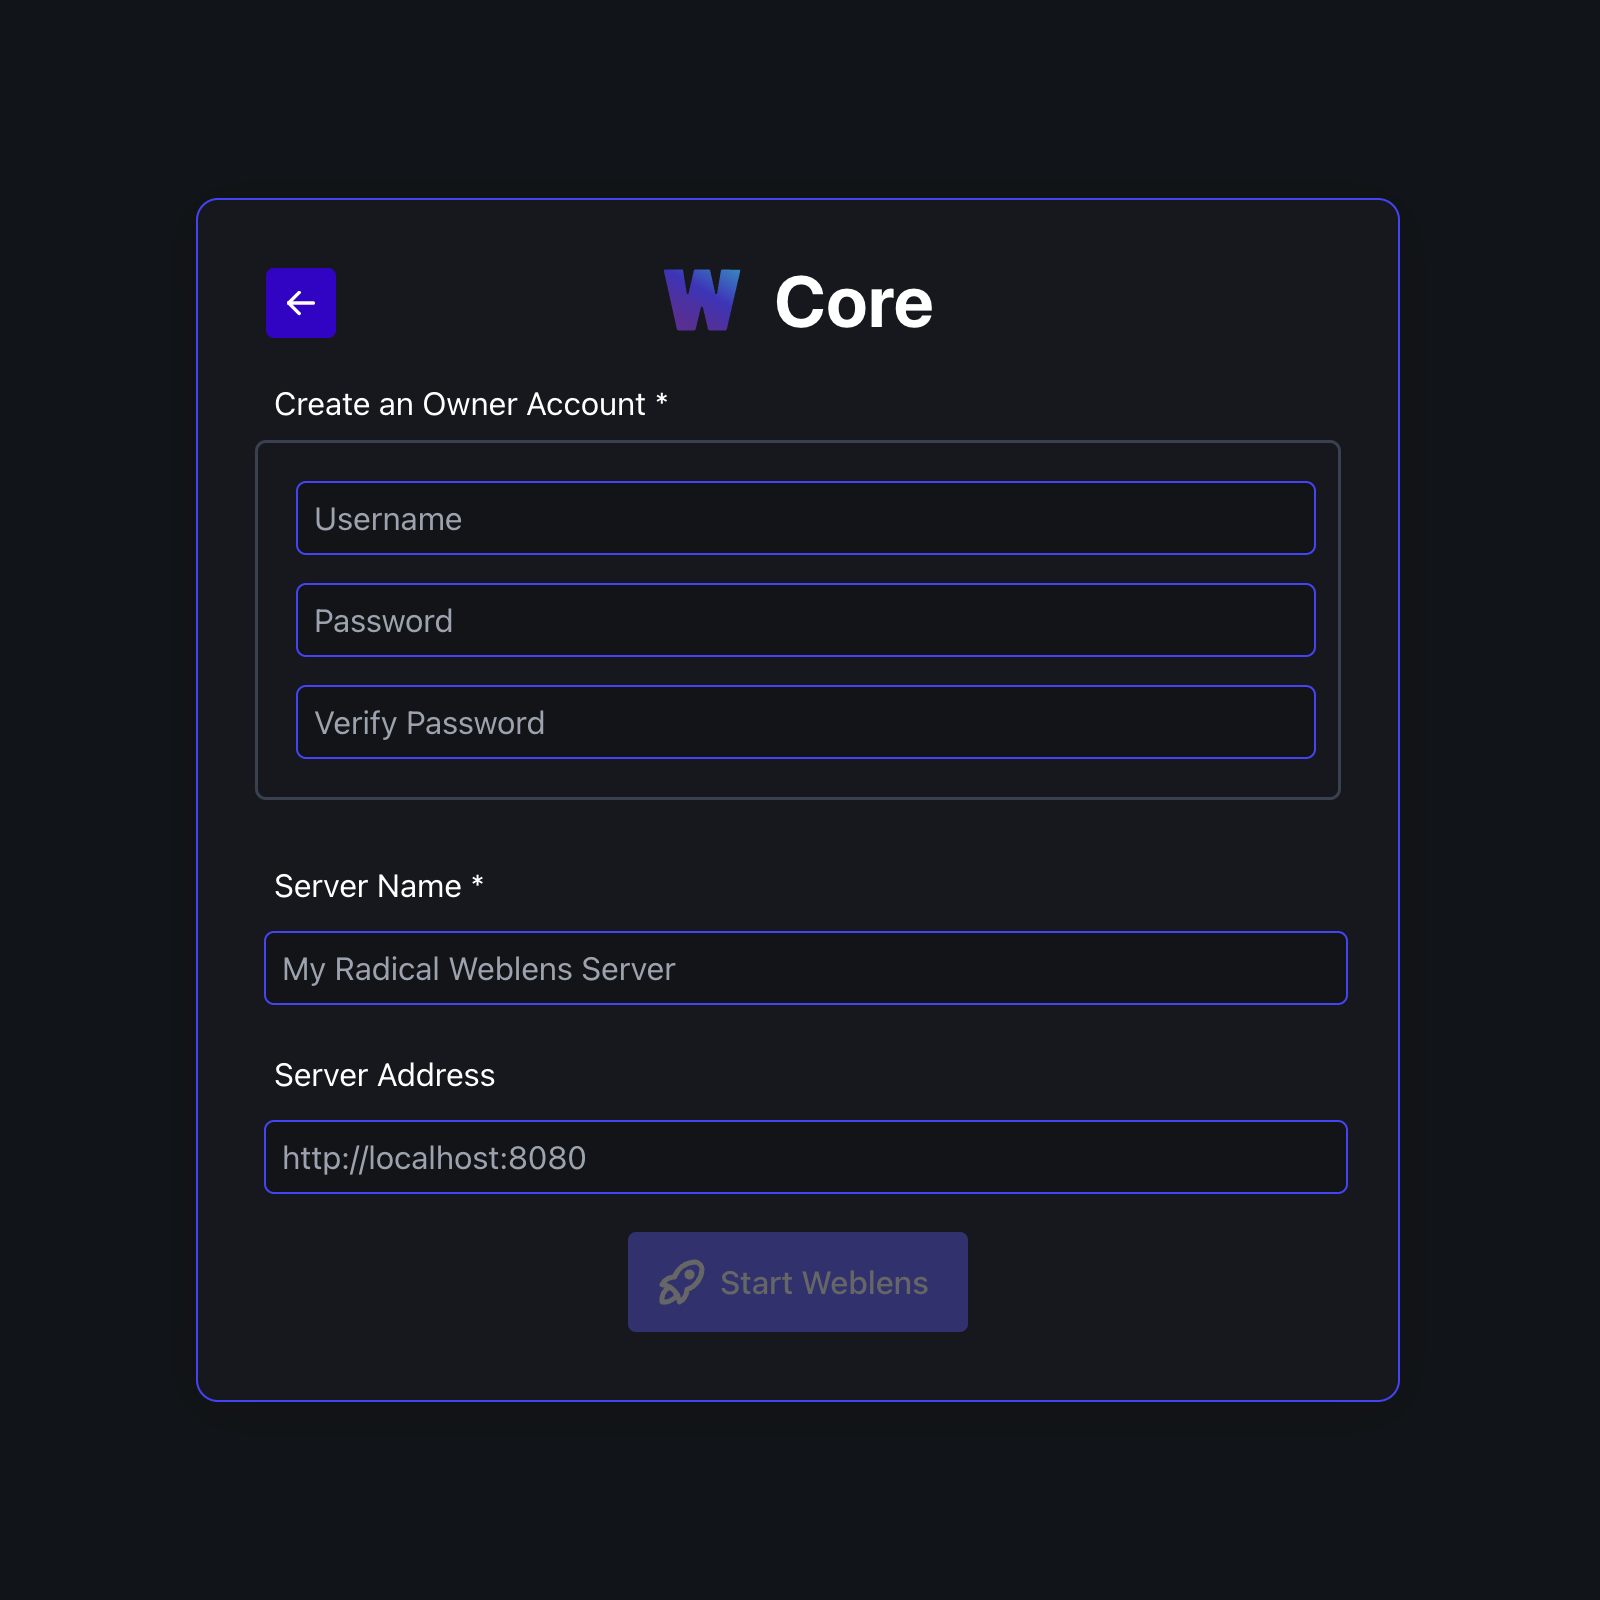 W Core
Create an Owner Account *
Username
Password
Verify Password
Server Name *
My Radical Weblens Server
Server Address
http://localhost:8080
Start Weblens